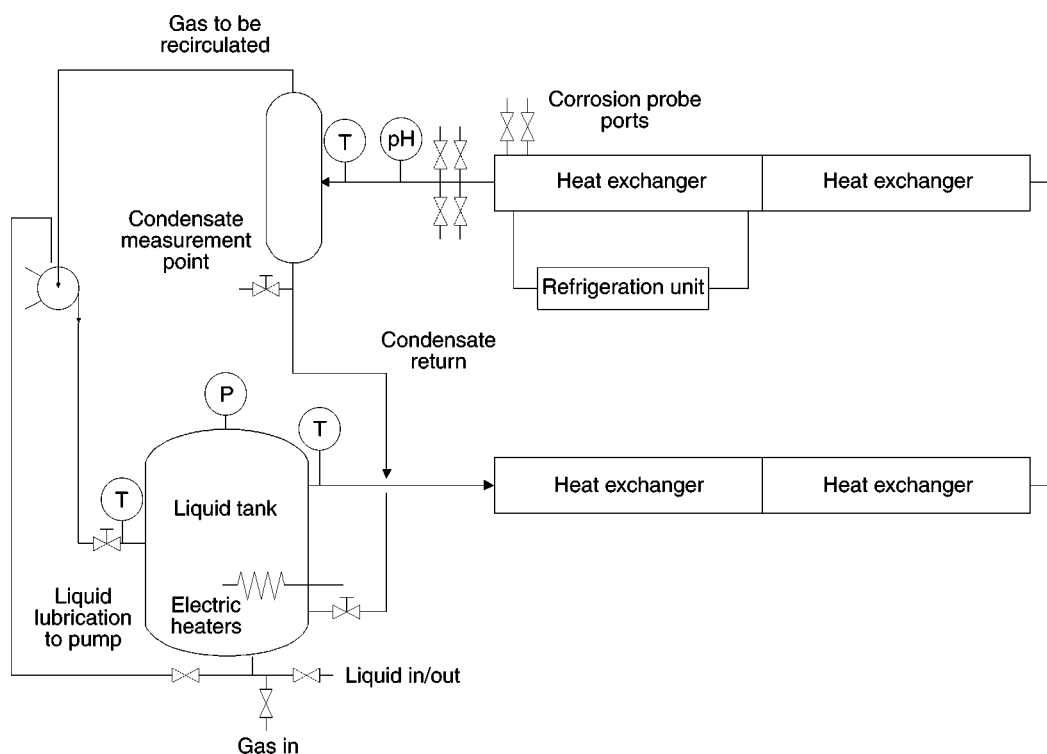 Gas to be
recirculated
Corrosion probe
ports
T
pH
Heat exchanger
Heat exchanger
Condensate
measurement
point
Refrigeration unit
Condensate
return
P
T
T
Liquid tank
Heat exchanger
Heat exchanger
Liquid
lubrication
to pump
Electric
heaters
Liquid in/out
Gas in